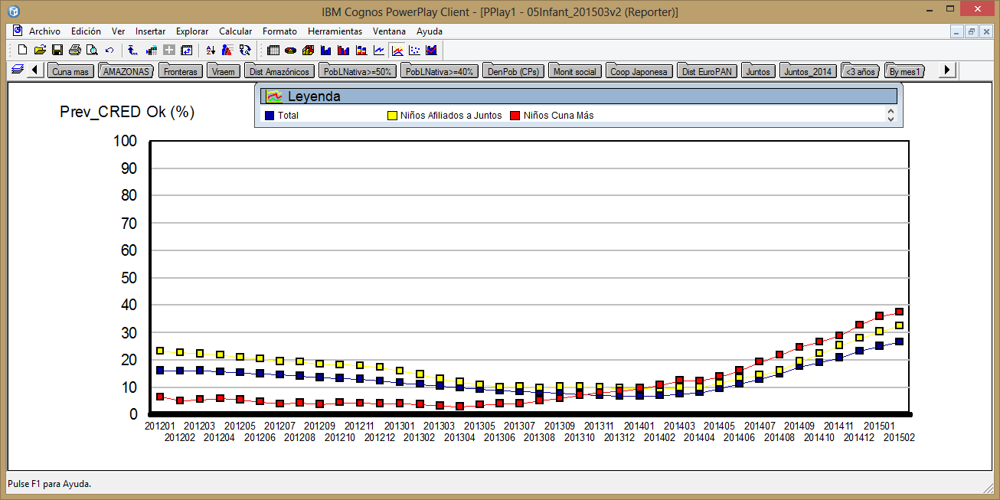 IBM Cognos PowerPlay Client - [PPlay1 - 05Infant_201503v2 (Reporter)]
Archivo Edición Ver Insertar Explorar Calcular Formato Herramientas Ventana Ayuda
Cuna mas AMAZONAS Fronteras Vraem Dist Amazónicos PobLNativa>=50% PobLNativa>=40% DenPob (CPs) Monit social Coop Japonesa Dist EuroPAN Juntos Juntos_2014 <3 años By mes1
Leyenda
Prev_CRED Ok (%)
Total Niños Afiliados a Juntos Niños Cuna Más
100
90
80
70
60
50
40
30
20
10
0
201201 201203 201205 201207 201209 201211 201301 201303 201305 201307 201309 201311 201401 201403 201405 201407 201409 201411 201501
201202 201204 201206 201208 201210 201212 201302 201304 201306 201308 201310 201312 201402 201404 201406 201408 201410 201412 201502
Pulse F1 para Ayuda.